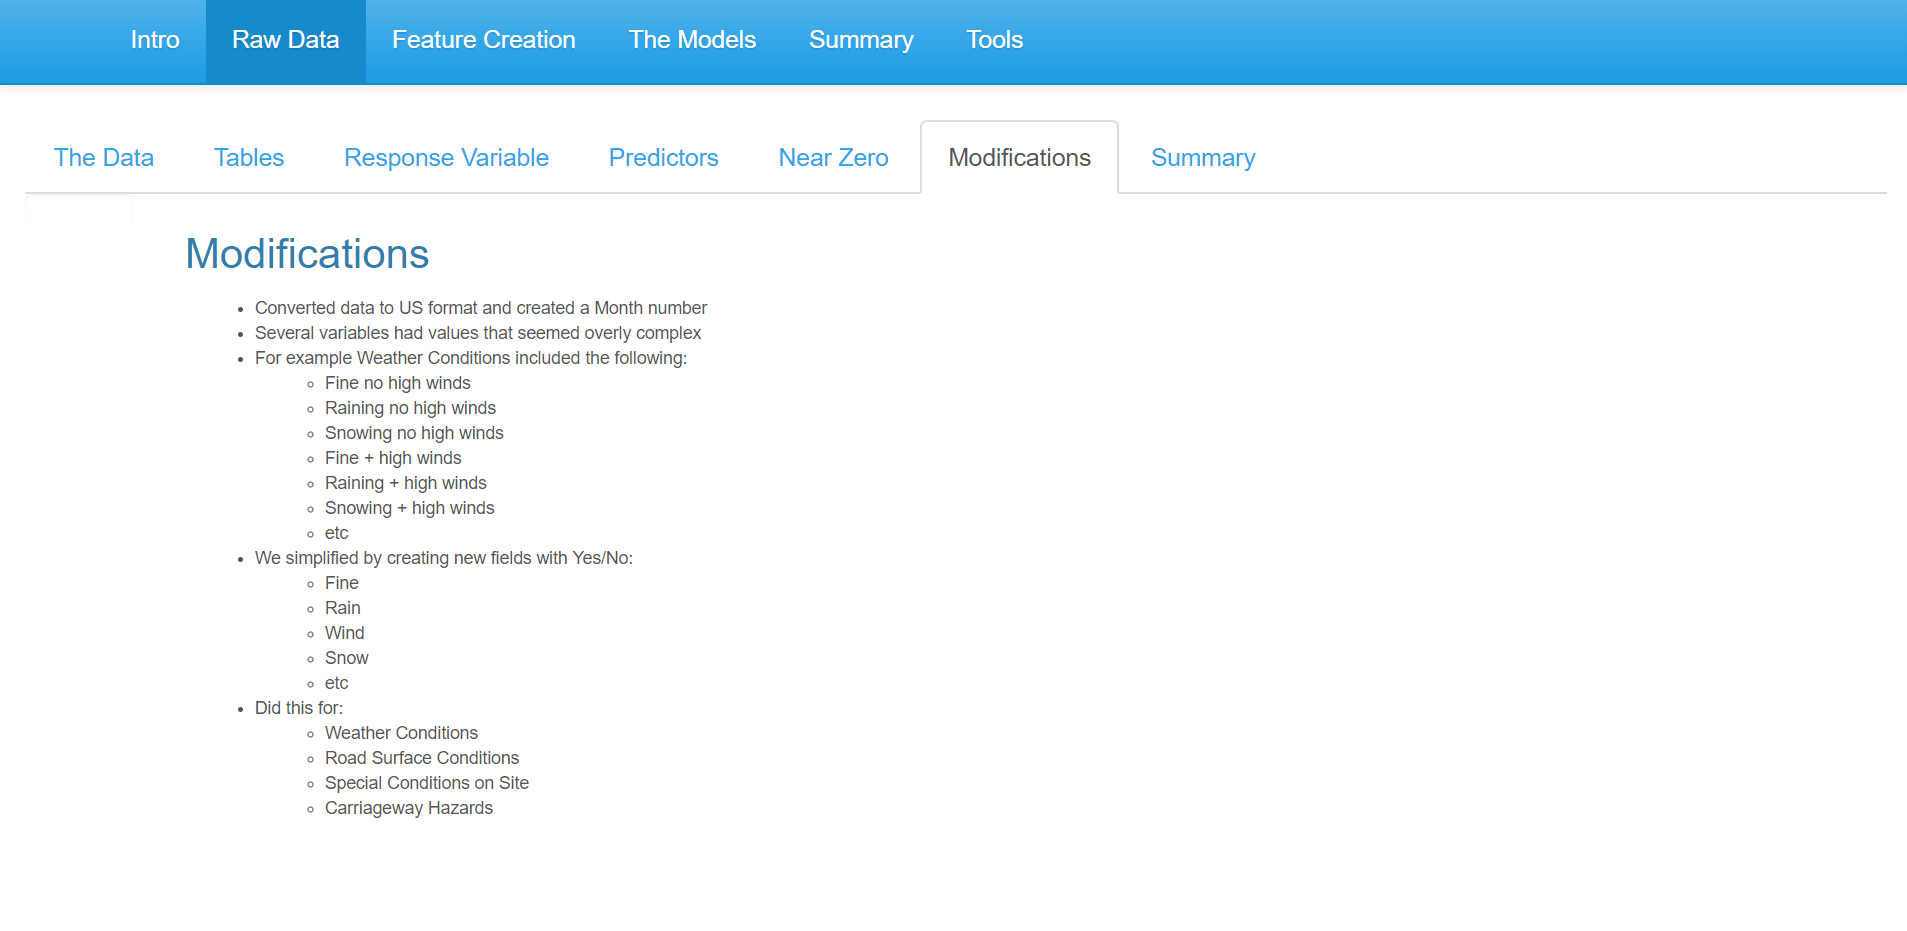 Intro Raw Data Feature Creation The Models Summary Tools
The Data Tables Response Variable Predictors Near Zero Modifications Summary
Modifications
Converted data to US format and created a Month number
Several variables had values that seemed overly complex
For example Weather Conditions included the following:
Fine no high winds
Raining no high winds
Snowing no high winds
Fine + high winds
Raining + high winds
Snowing + high winds
etc
We simplified by creating new fields with Yes/No:
Fine
Rain
Wind
Snow
etc
Did this for:
Weather Conditions
Road Surface Conditions
Special Conditions on Site
Carriageway Hazards